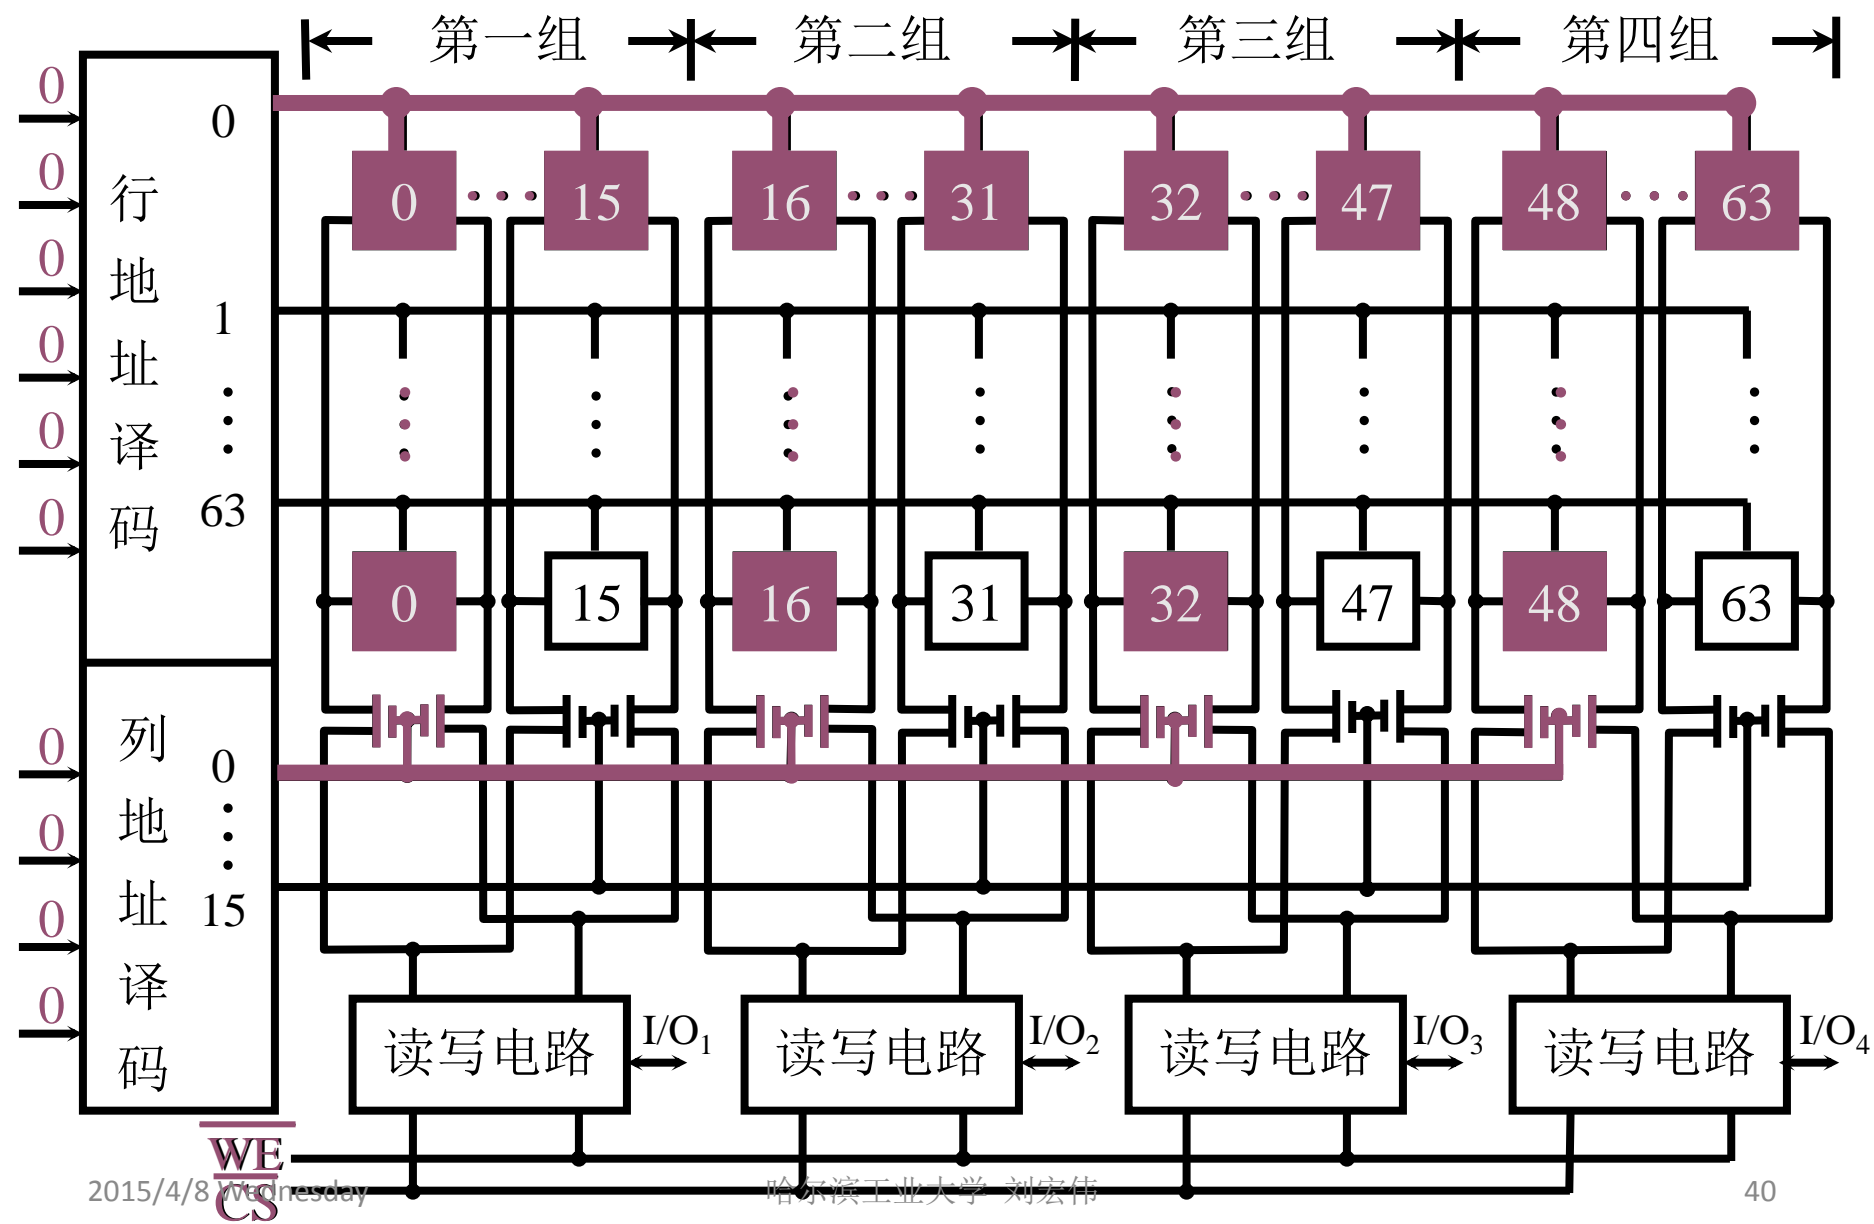 第一组 第二组 第三组 第四组
0
0
0
0
0
0
行地址译码
0
1
⋮
63
0 ··· 15 16 ··· 31 32 ··· 47 48 ··· 63
0 15 16 31 32 47 48 63
0
0
0
0
列地址译码
0
⋮
15
读写电路 I/O1 读写电路 I/O2 读写电路 I/O3 读写电路 I/O4
WE
CS
2015/4/8 Wednesday 哈尔滨工业大学 刘宏伟 40